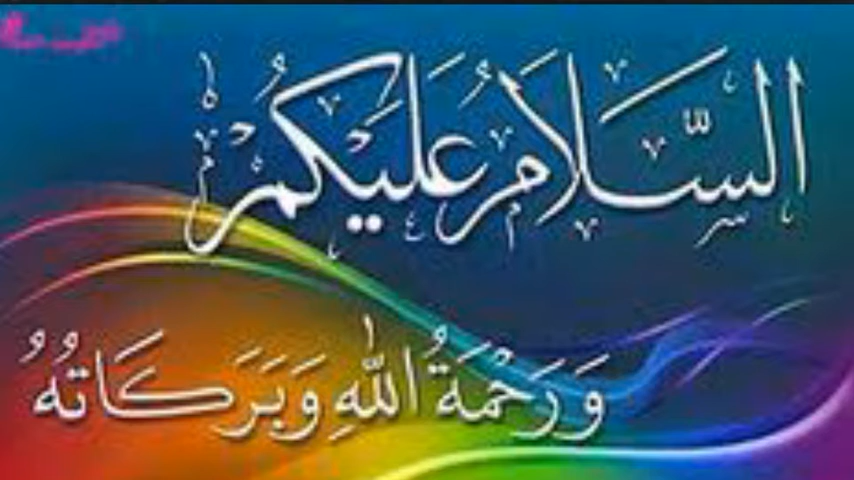 السَّلَامُ عَلَيْكُمْ
وَرَحْمَةُ اللهِ وَبَرَكَاتُهُ